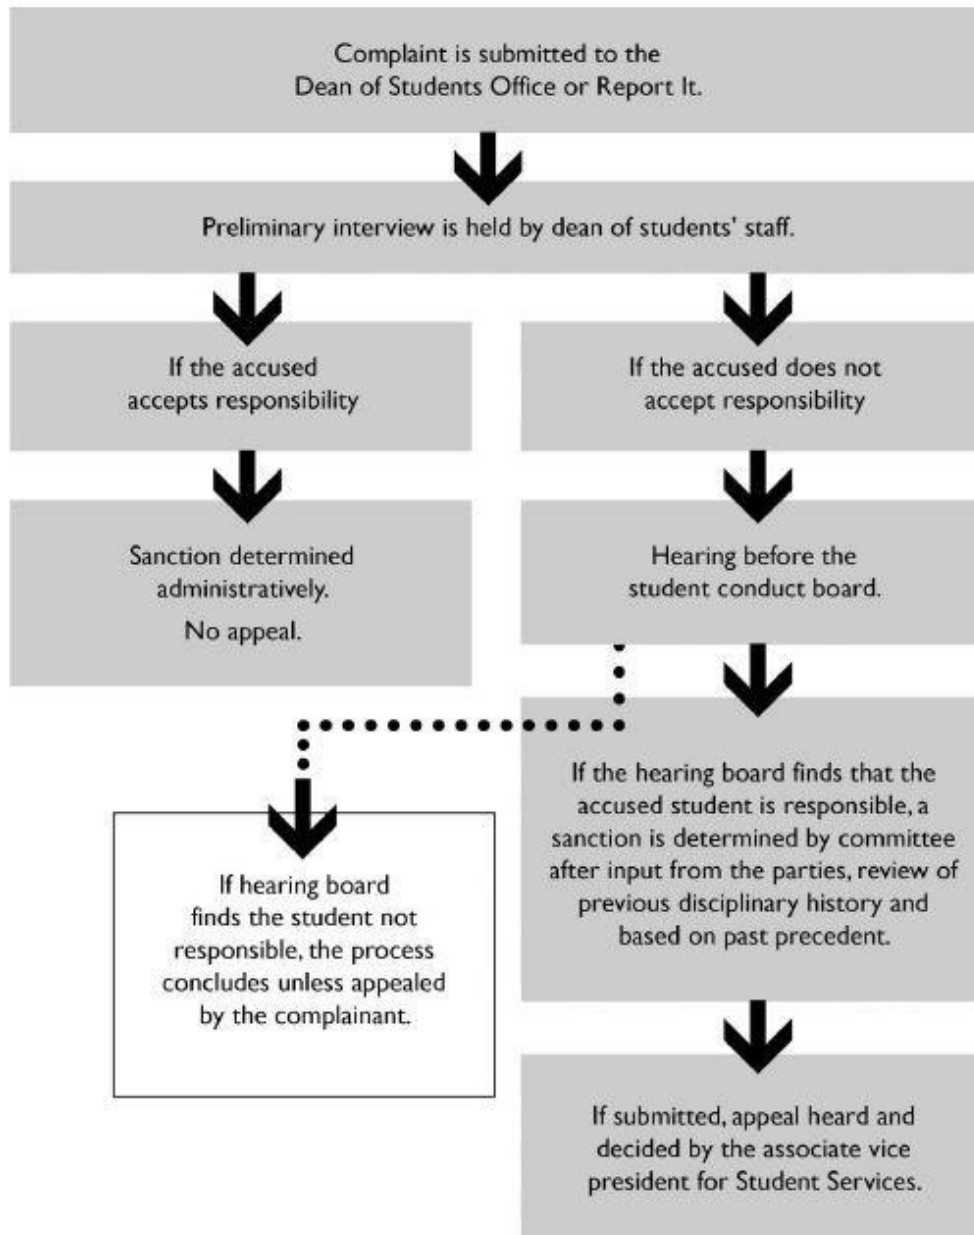 Complaint is submitted to the
Dean of Students Office or Report It.
Preliminary interview is held by dean of students' staff.
If the accused
accepts responsibility
If the accused does not
accept responsibility
Sanction determined
administratively.
No appeal.
Hearing before the
student conduct board.
If the hearing board finds that the
accused student is responsible, a
sanction is determined by committee
after input from the parties, review of
previous disciplinary history and
based on past precedent.
If hearing board
finds the student not
responsible, the process
concludes unless appealed
by the complainant.
If submitted, appeal heard and
decided by the associate vice
president for Student Services.